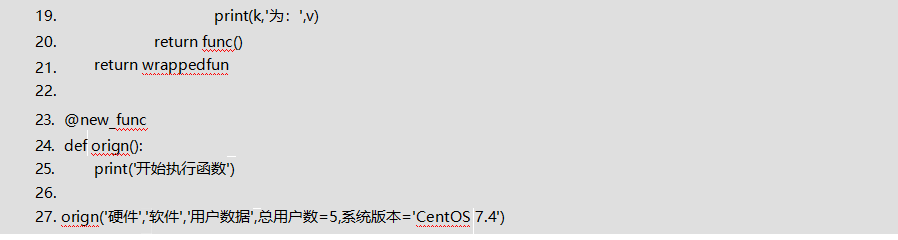 19. print(k,'为：',v)
20. return func()
21. return wrappedfun
22.
23. @new_func
24. def orign():
25. print('开始执行函数')
26.
27. orign('硬件','软件','用户数据',总用户数=5,系统版本='CentOS 7.4')